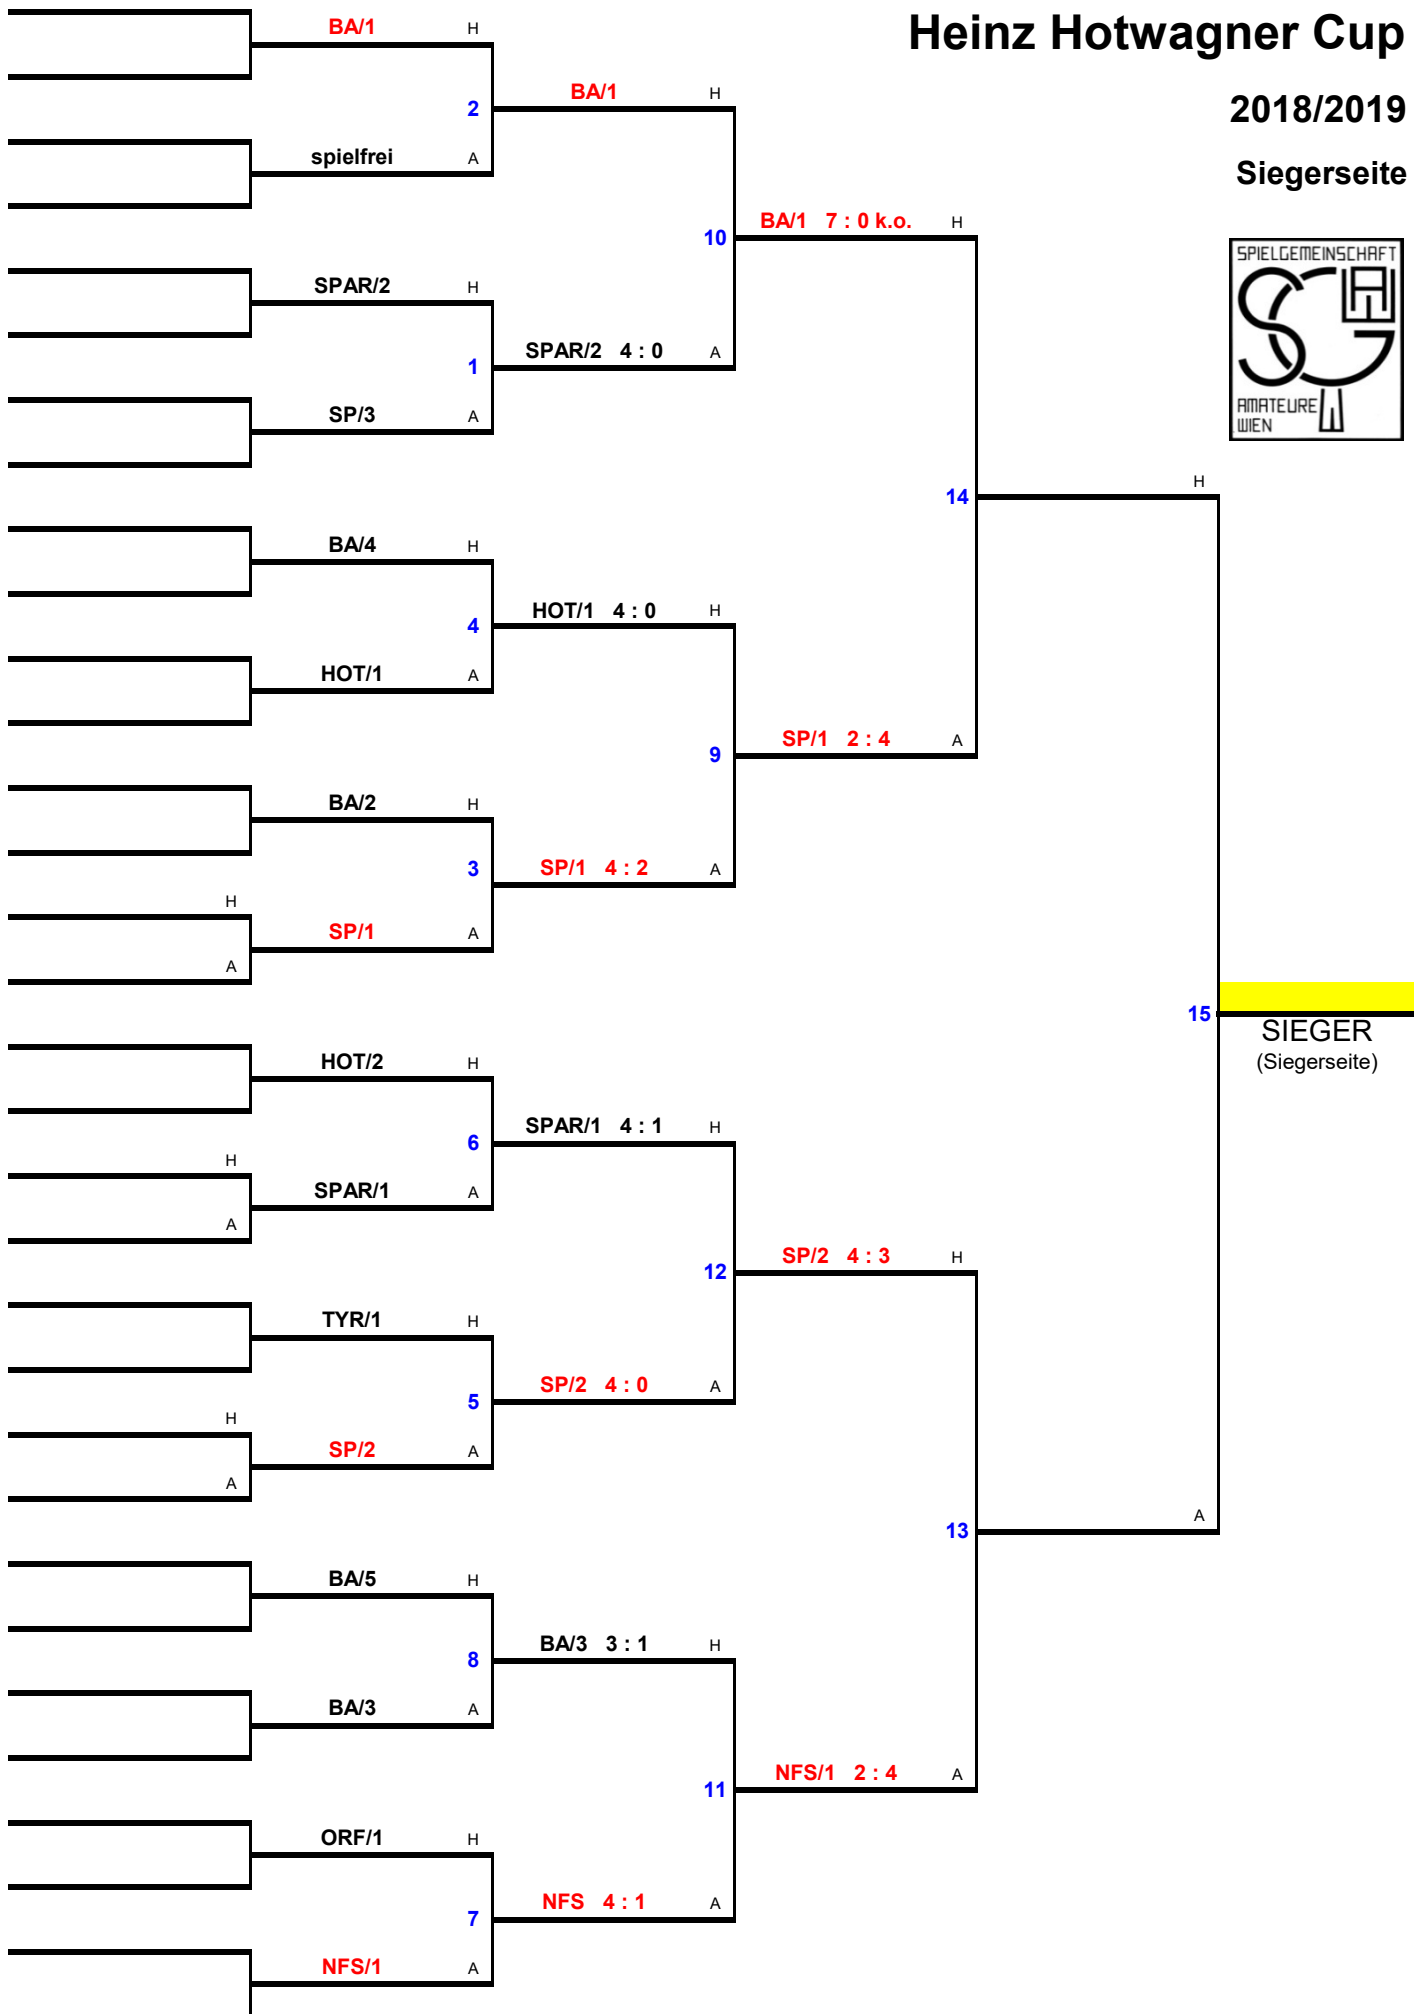 Heinz Hotwagner Cup
2018/2019
Siegerseite
SPIELGEMEINSCHAFT
SG
AMATEURE
WIEN
BA/1 H
2
BA/1 H
spielfrei A
10
BA/1 7 : 0 k.o. H
SPAR/2 H
1
SPAR/2 4 : 0 A
SP/3 A
14
H
BA/4 H
4
HOT/1 4 : 0 H
HOT/1 A
9
SP/1 2 : 4 A
BA/2 H
3
SP/1 4 : 2 A
H
SP/1 A
A
15
SIEGER
(Siegerseite)
HOT/2 H
6
SPAR/1 4 : 1 H
H
SPAR/1 A
A
12
SP/2 4 : 3 H
TYR/1 H
5
SP/2 4 : 0 A
H
SP/2 A
A
13
A
BA/5 H
8
BA/3 3 : 1 H
BA/3 A
11
NFS/1 2 : 4 A
ORF/1 H
7
NFS 4 : 1 A
NFS/1 A